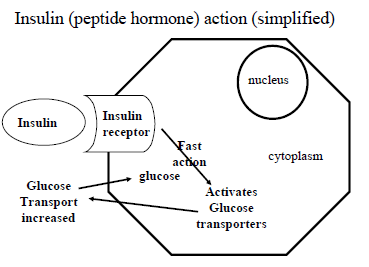 Insulin (peptide hormone) action (simplified)
nucleus
Insulin
Insulin
receptor
Fast
action
cytoplasm
glucose
Glucose
Transport
increased
Activates
Glucose
transporters